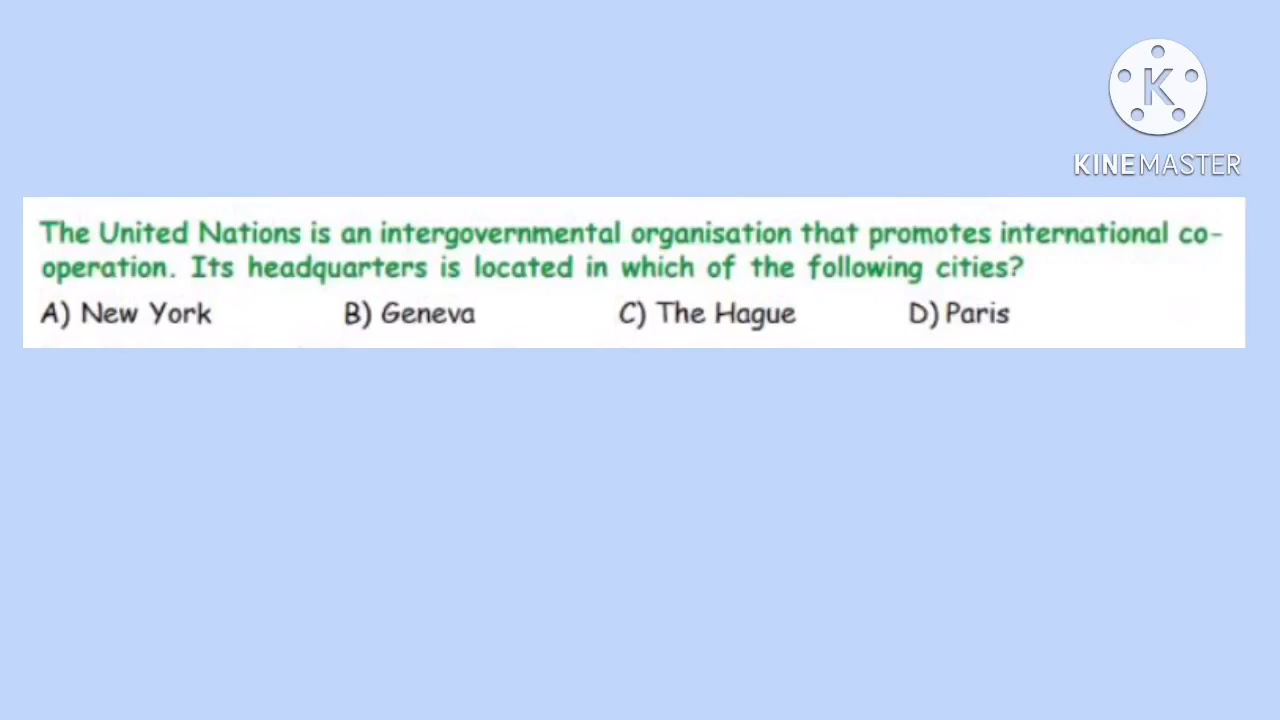 K
KINEMASTER
The United Nations is an intergovernmental organisation that promotes international co-
operation. Its headquarters is located in which of the following cities?
A) New York B) Geneva C) The Hague D) Paris